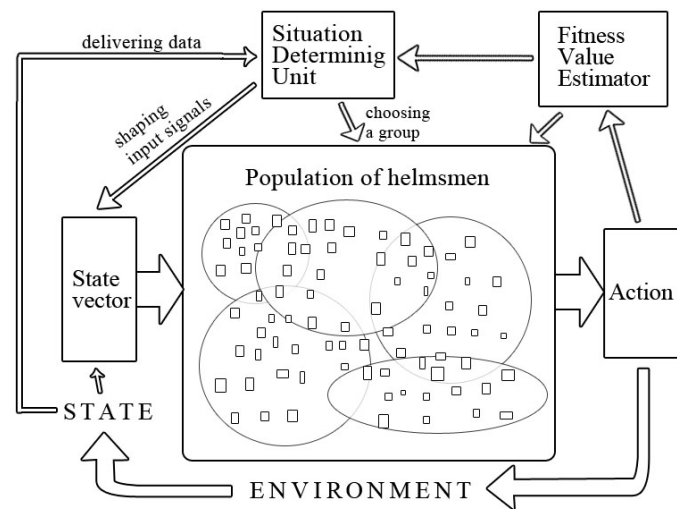 delivering data
Situation
Determinig
Unit
Fitness
Value
Estimator
shaping
input signals
choosing
a group
Population of helmsmen
State
vector
Action
STATE
ENVIRONMENT